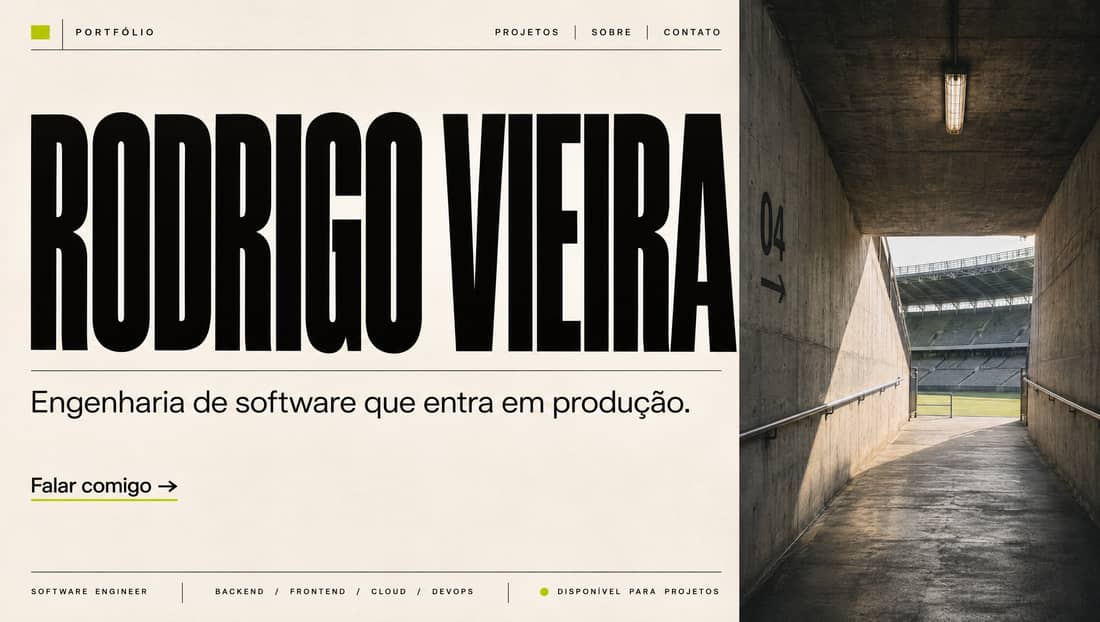 PORTFÓLIO
PROJETOS | SOBRE | CONTATO
RODRIGO VIEIRA
Engenharia de software que entra em produção.
Falar comigo →
SOFTWARE ENGINEER
BACKEND / FRONTEND / CLOUD / DEVOPS
DISPONÍVEL PARA PROJETOS
04